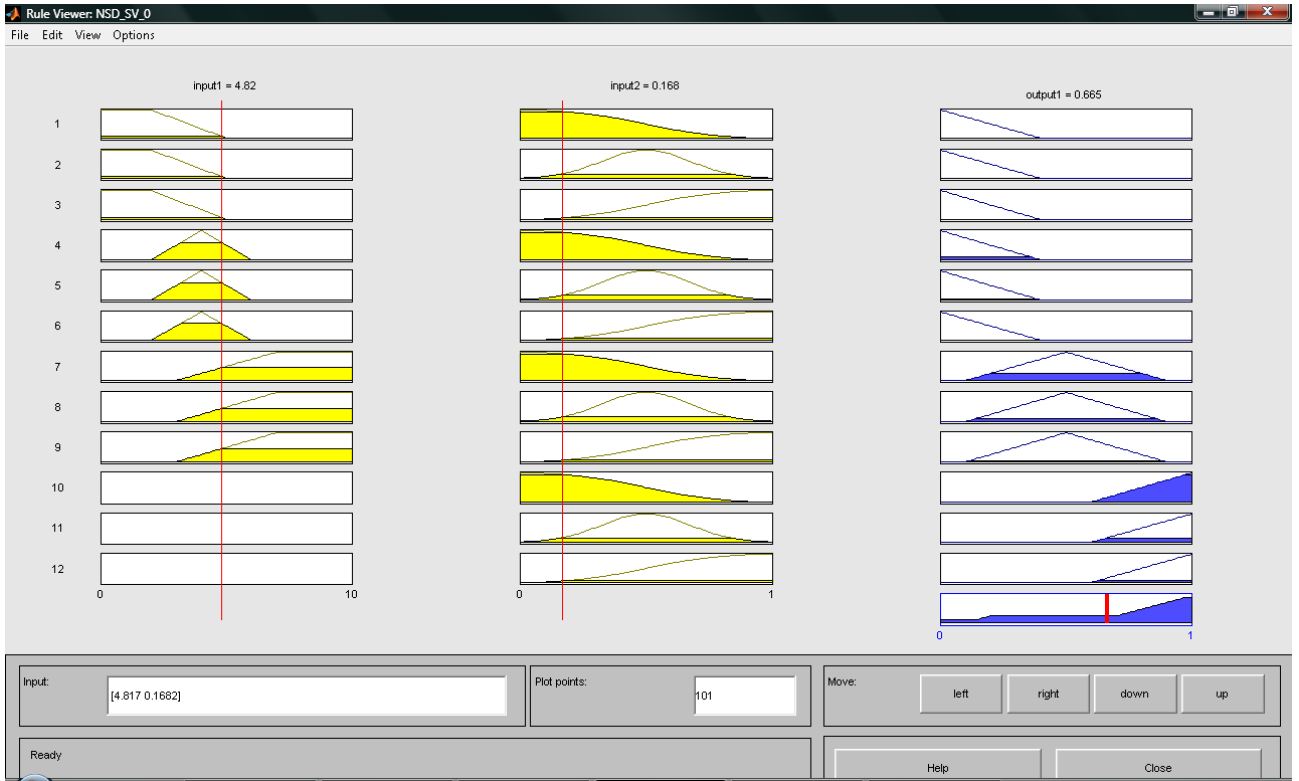 Rule Viewer: NSD_SV_0
File Edit View Options
input1 = 4.82
input2 = 0.168
output1 = 0.665
1
2
3
4
5
6
7
8
9
10
11
12
0 10
0 1
0 1
Input:
[4.817 0.1682]
Plot points:
101
Move:
left right down up
Ready
Help Close